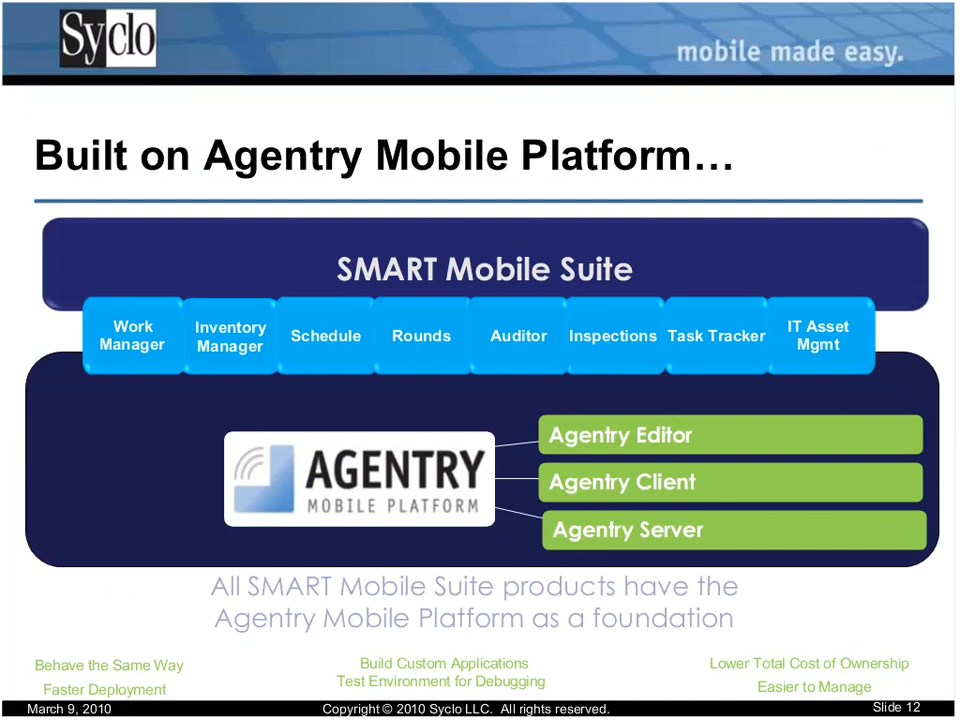 Syclo
mobile made easy.
Built on Agentry Mobile Platform…
SMART Mobile Suite
Work
Manager
Inventory
Manager
Schedule
Rounds
Auditor
Inspections
Task Tracker
IT Asset
Mgmt
AGENTRY
MOBILE PLATFORM
Agentry Editor
Agentry Client
Agentry Server
All SMART Mobile Suite products have the
Agentry Mobile Platform as a foundation
Behave the Same Way
Faster Deployment
Build Custom Applications
Test Environment for Debugging
Lower Total Cost of Ownership
Easier to Manage
March 9, 2010
Copyright © 2010 Syclo LLC.  All rights reserved.
Slide 12